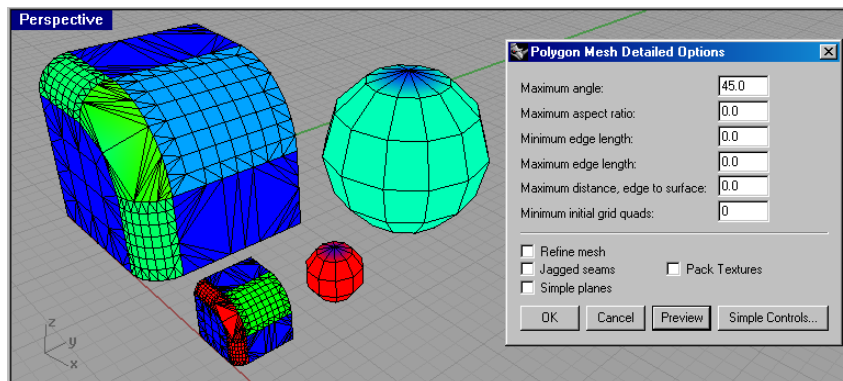 Perspective
Polygon Mesh Detailed Options
Maximum angle: 45.0
Maximum aspect ratio: 0.0
Minimum edge length: 0.0
Maximum edge length: 0.0
Maximum distance, edge to surface: 0.0
Minimum initial grid quads: 0
Refine mesh
Jagged seams Pack Textures
Simple planes
OK Cancel Preview Simple Controls...
z
y
x